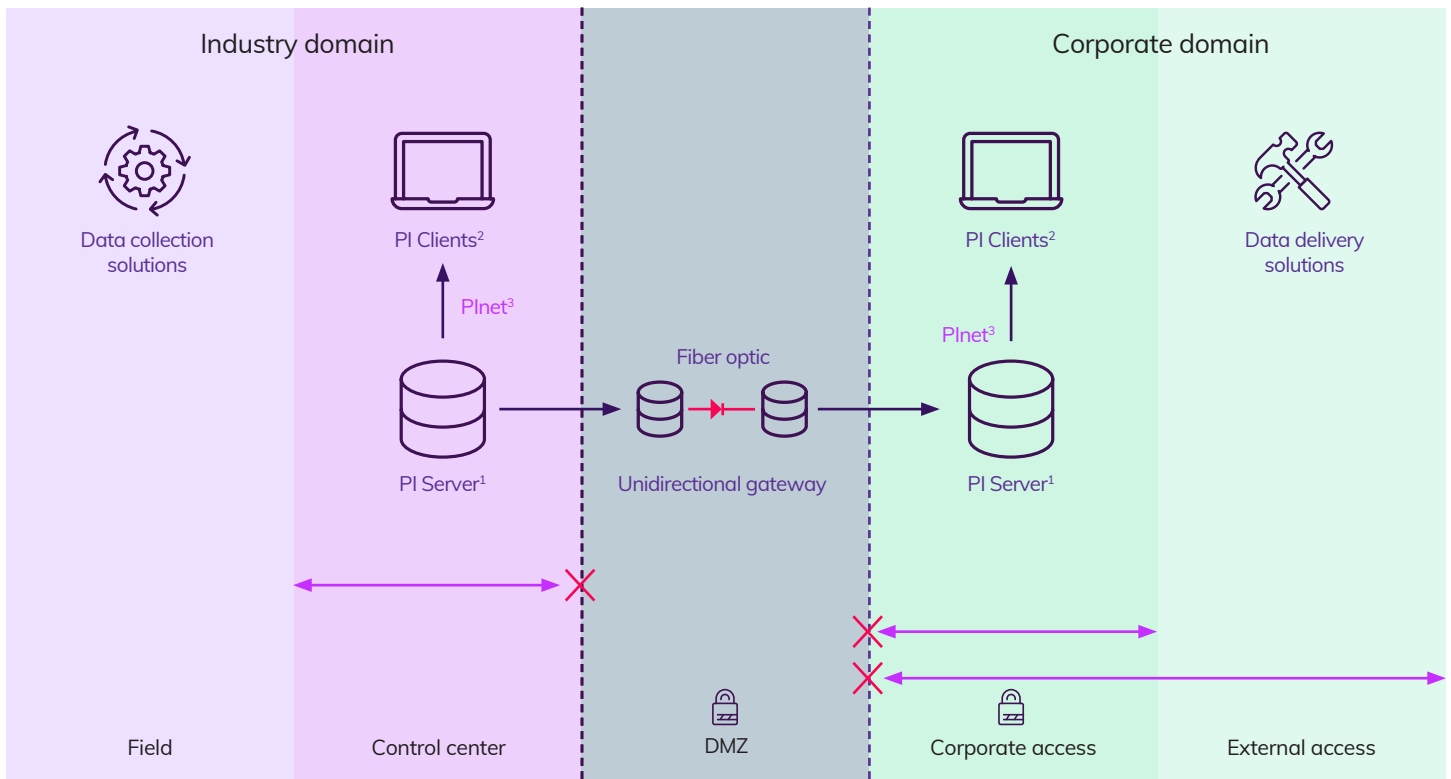 Industry domain
Corporate domain
Data collection
solutions
PI Clients²
PI Clients²
Data delivery
solutions
PInet³
PInet³
Fiber optic
PI Server¹
Unidirectional gateway
PI Server¹
Field
Control center
DMZ
Corporate access
External access